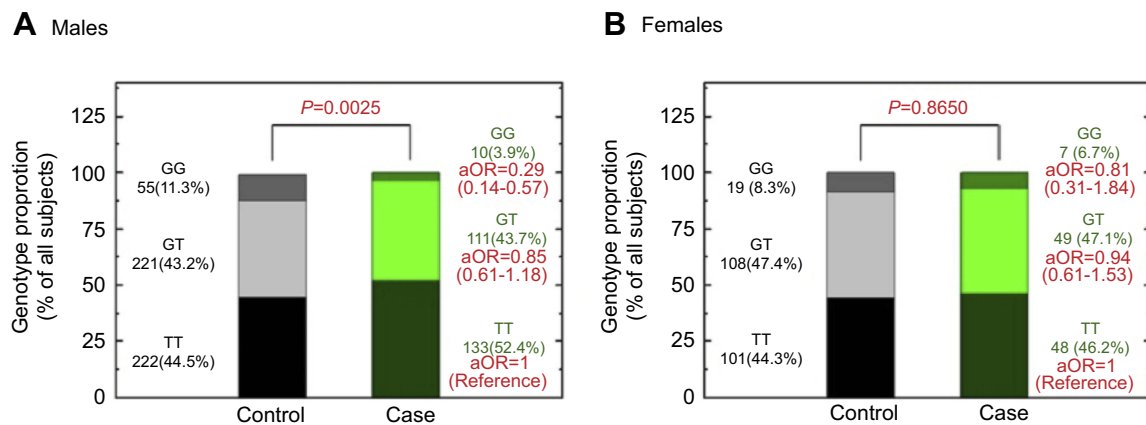 A Males
Genotype proprotion
(% of all subjects)
125
100
75
50
25
0
P=0.0025
GG
55(11.3%)
GT
221(43.2%)
TT
222(44.5%)
GG
10(3.9%)
aOR=0.29
(0.14-0.57)
GT
111(43.7%)
aOR=0.85
(0.61-1.18)
TT
133(52.4%)
aOR=1
(Reference)
Control
Case
B Females
Genotype proprotion
(% of all subjects)
125
100
75
50
25
0
P=0.8650
GG
19 (8.3%)
GT
108(47.4%)
TT
101(44.3%)
GG
7 (6.7%)
aOR=0.81
(0.31-1.84)
GT
49 (47.1%)
aOR=0.94
(0.61-1.53)
TT
48 (46.2%)
aOR=1
(Reference)
Control
Case